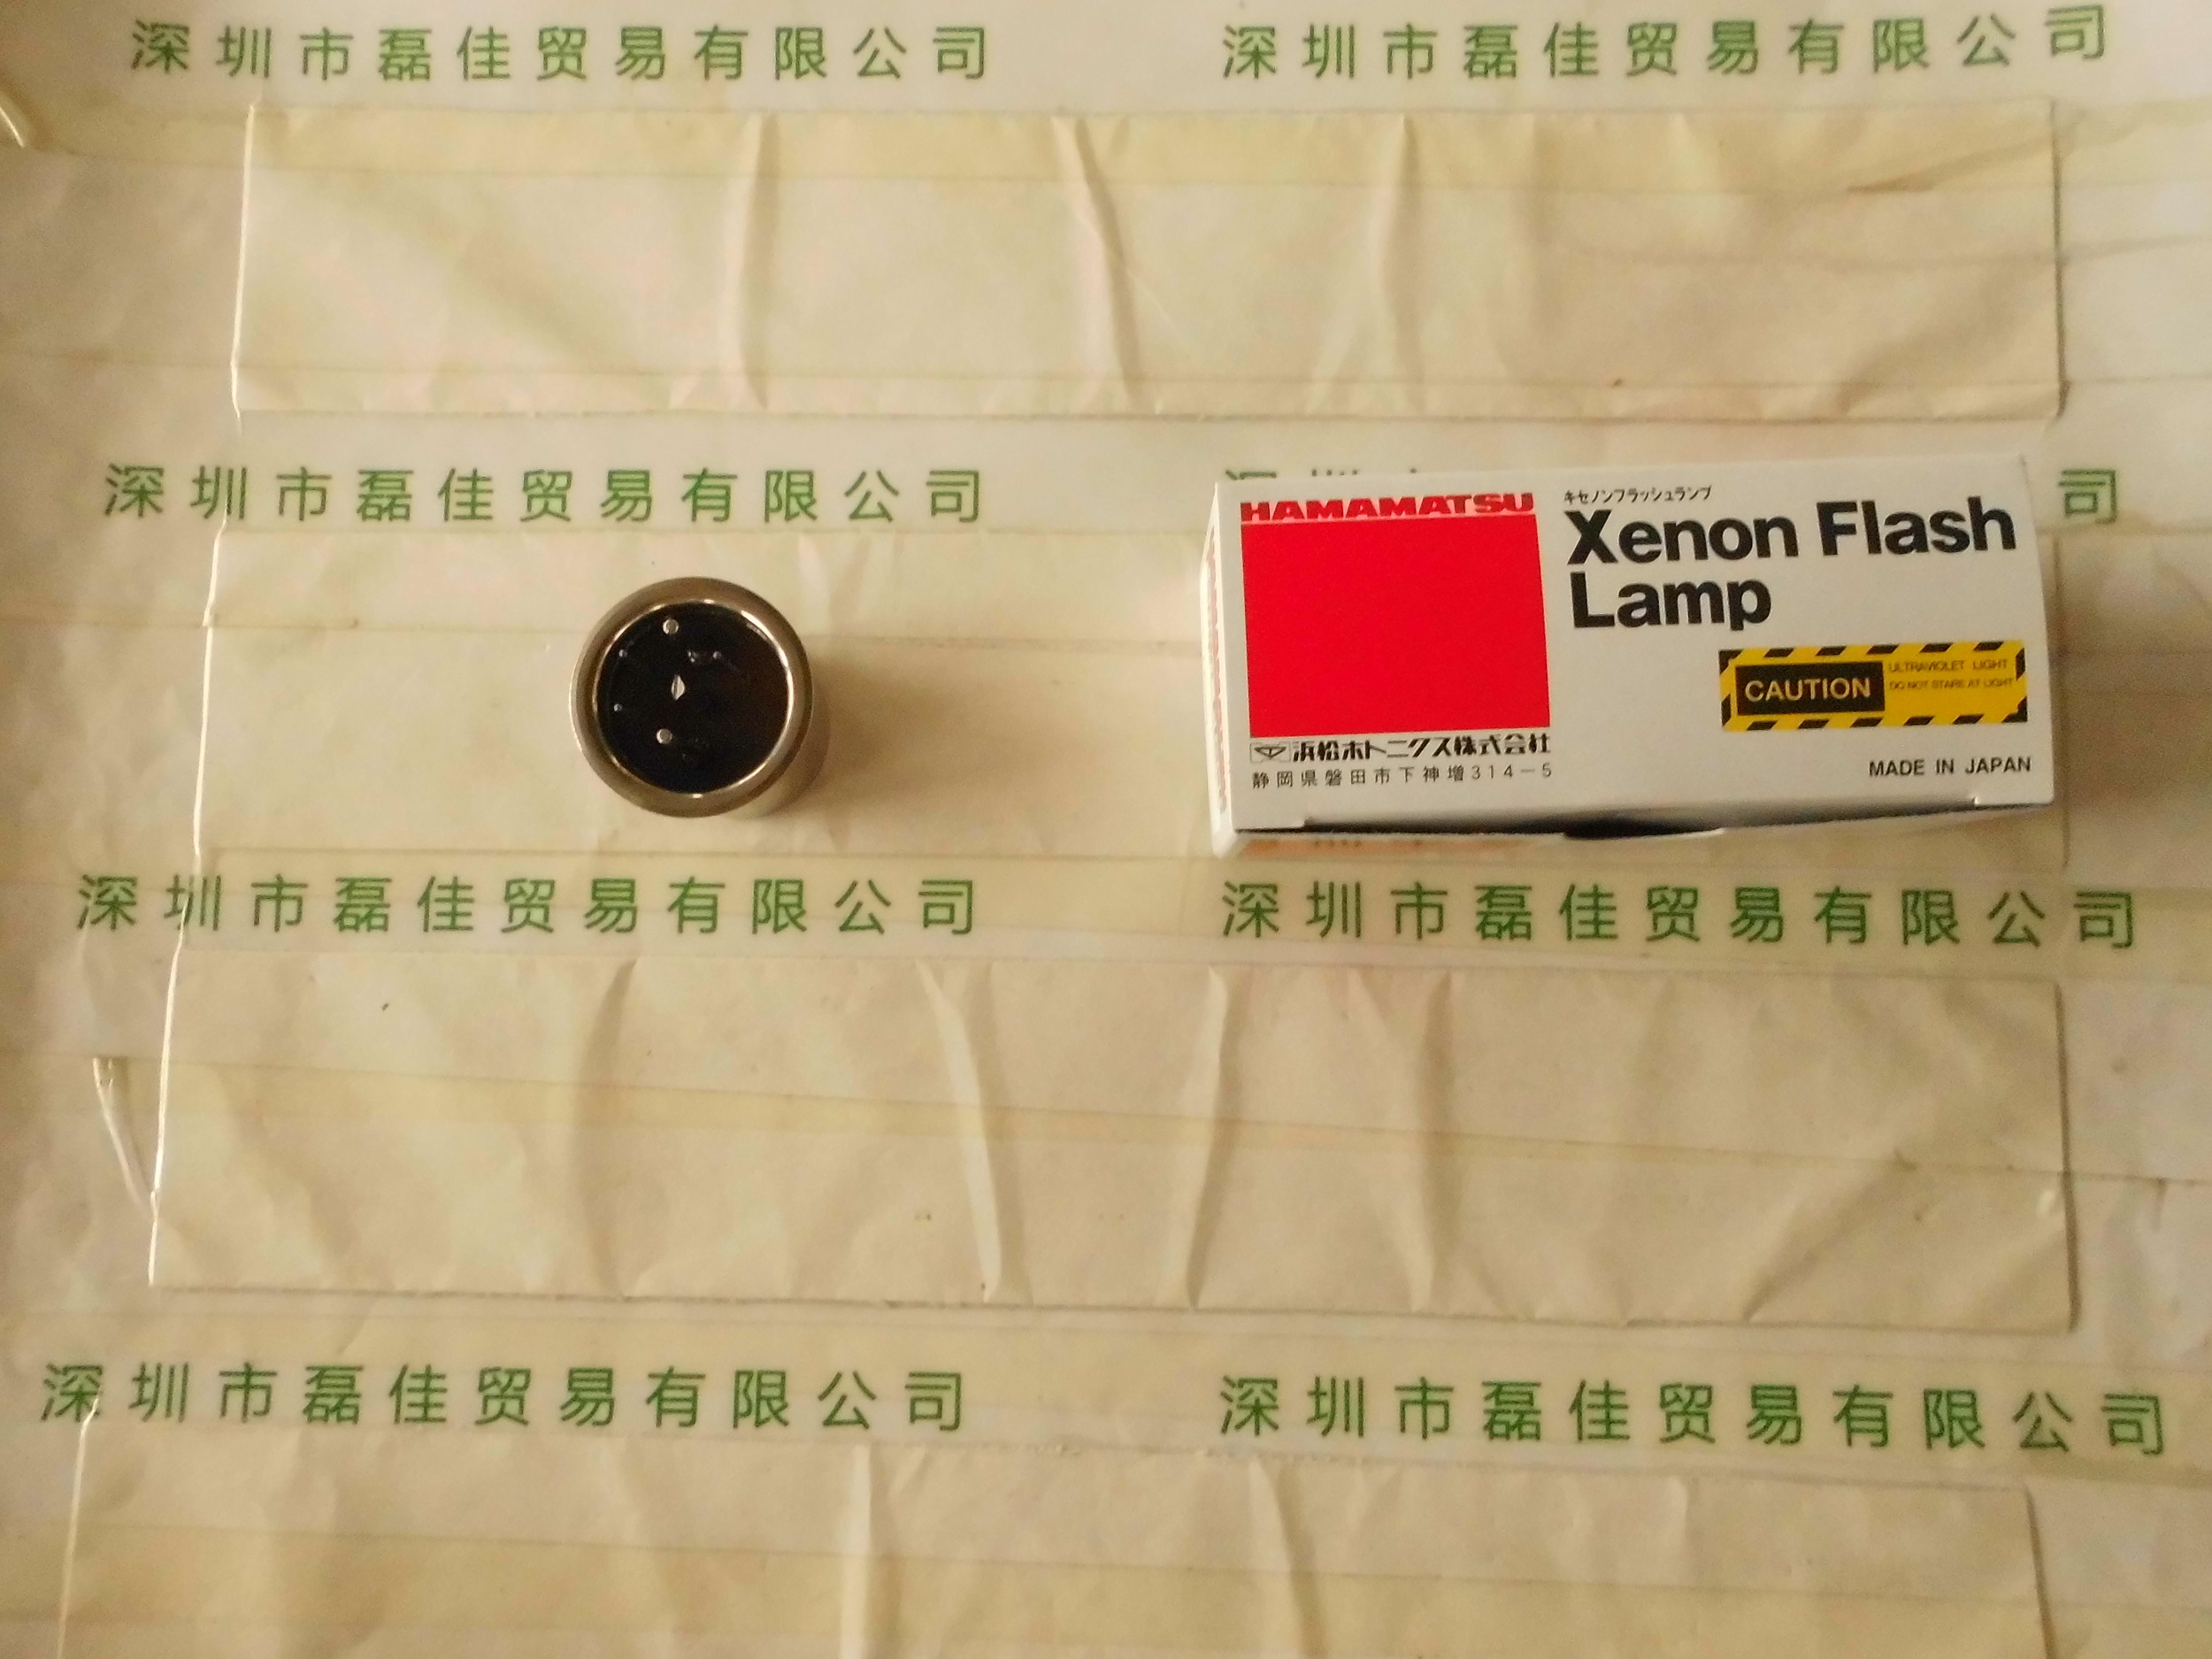 深圳市磊佳贸易有限公司
深圳市磊佳贸易有限公司
深圳市磊佳贸易有限公司
司
HAMAMATSU
キセノンフラッシュランプ
Xenon Flash
Lamp
CAUTION
ULTRAVIOLET LIGHT
DO NOT STARE AT LIGHT
浜松ホトニクス株式会社
静岡県磐田市下神増314-5
MADE IN JAPAN
深圳市磊佳贸易有限公司
深圳市磊佳贸易有限公司
深圳市磊佳贸易有限公司
深圳市磊佳贸易有限公司